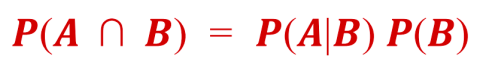 P(A ∩ B) = P(A|B) P(B)